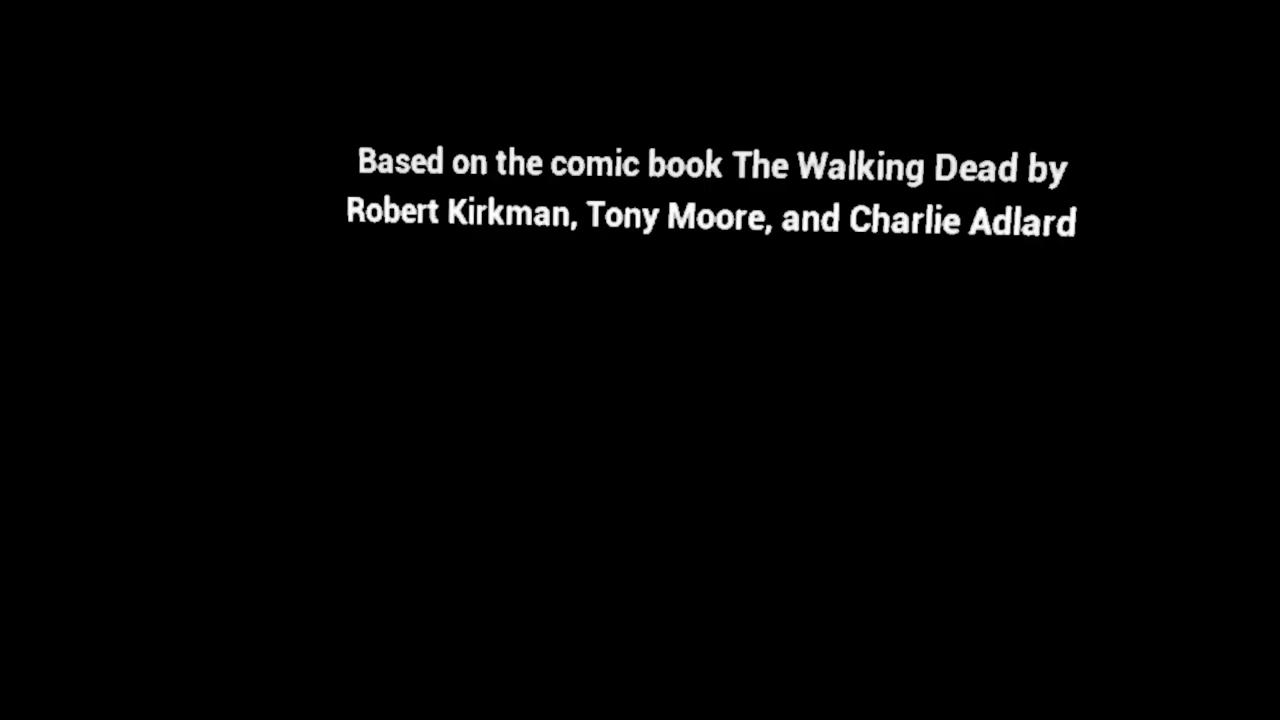 Based on the comic book The Walking Dead by
Robert Kirkman, Tony Moore, and Charlie Adlard